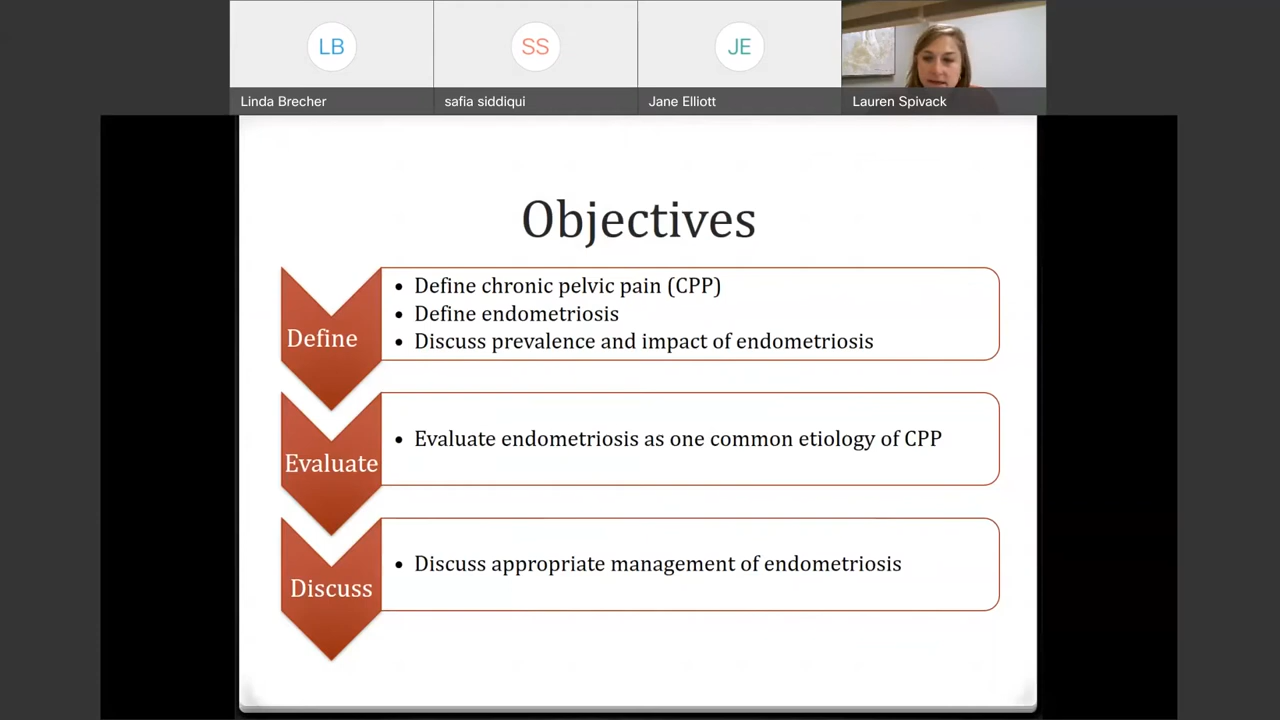 LB
SS
JE
Linda Brecher
safia siddiqui
Jane Elliott
Lauren Spivack
Objectives
Define
• Define chronic pelvic pain (CPP)
• Define endometriosis
• Discuss prevalence and impact of endometriosis
Evaluate
• Evaluate endometriosis as one common etiology of CPP
Discuss
• Discuss appropriate management of endometriosis